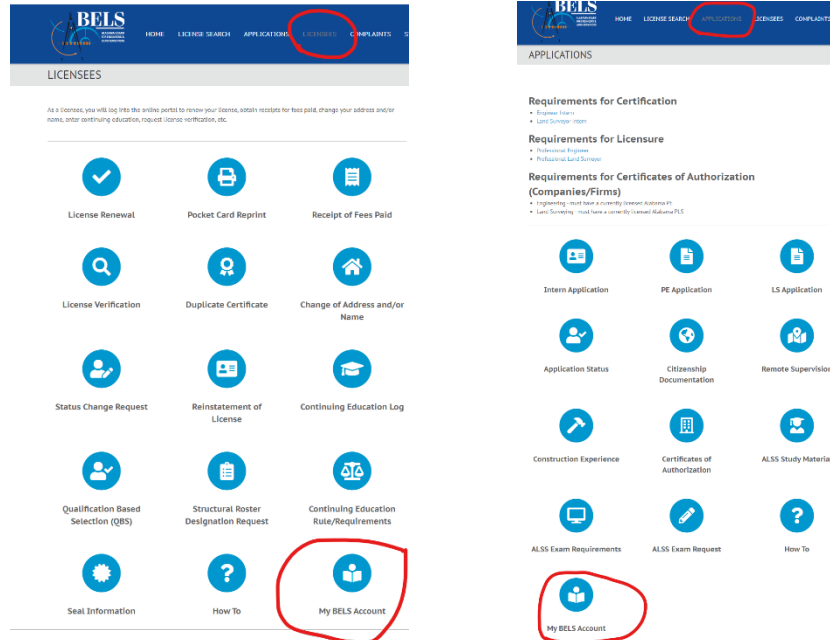 BELS
HOME LICENSE SEARCH APPLICATIONS LICENSEES COMPLAINTS S
LICENSEES
As a licensee, you will log into the online portal to renew your license, obtain receipts for fees paid, change your address and/or
name, enter continuing education, request license verification, etc.
License Renewal Pocket Card Reprint Receipt of Fees Paid
License Verification Duplicate Certificate Change of Address and/or
Name
Status Change Request Reinstatement of Continuing Education Log
License
Qualification Based Structural Roster Continuing Education
Selection (QBS) Designation Request Rule/Requirements
Seal Information How To My BELS Account
BELS
HOME LICENSE SEARCH APPLICATIONS LICENSEES COMPLAINTS
APPLICATIONS
Requirements for Certification
Engineer Intern
Land Surveyor Intern
Requirements for Licensure
Professional Engineer
Professional Land Surveyor
Requirements for Certificates of Authorization
(Companies/Firms)
Engineering - must have a currently licensed Alabama PE
Land Surveying - must have a currently licensed Alabama PLS
Intern Application PE Application LS Application
Application Status Citizenship Remote Supervision
Documentation
Construction Experience Certificates of ALSS Study Material
Authorization
ALSS Exam Requirements ALSS Exam Request How To
My BELS Account